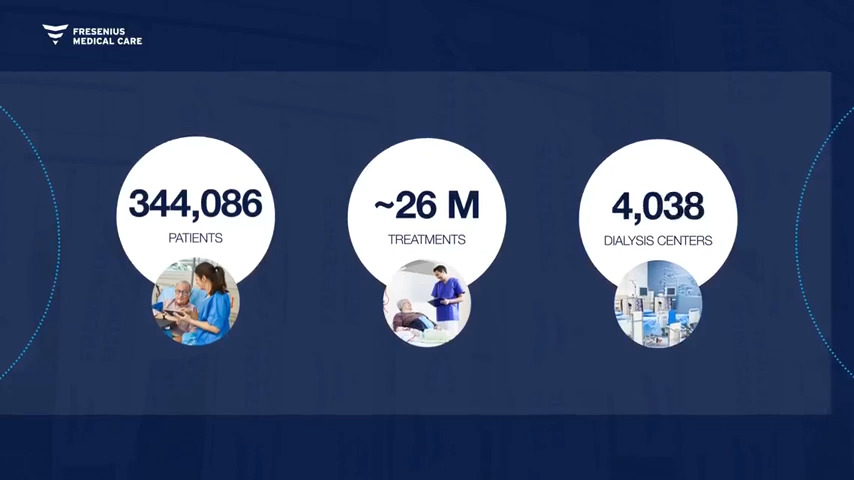 FRESENIUS
MEDICAL CARE
344,086
PATIENTS
~26 M
TREATMENTS
4,038
DIALYSIS CENTERS